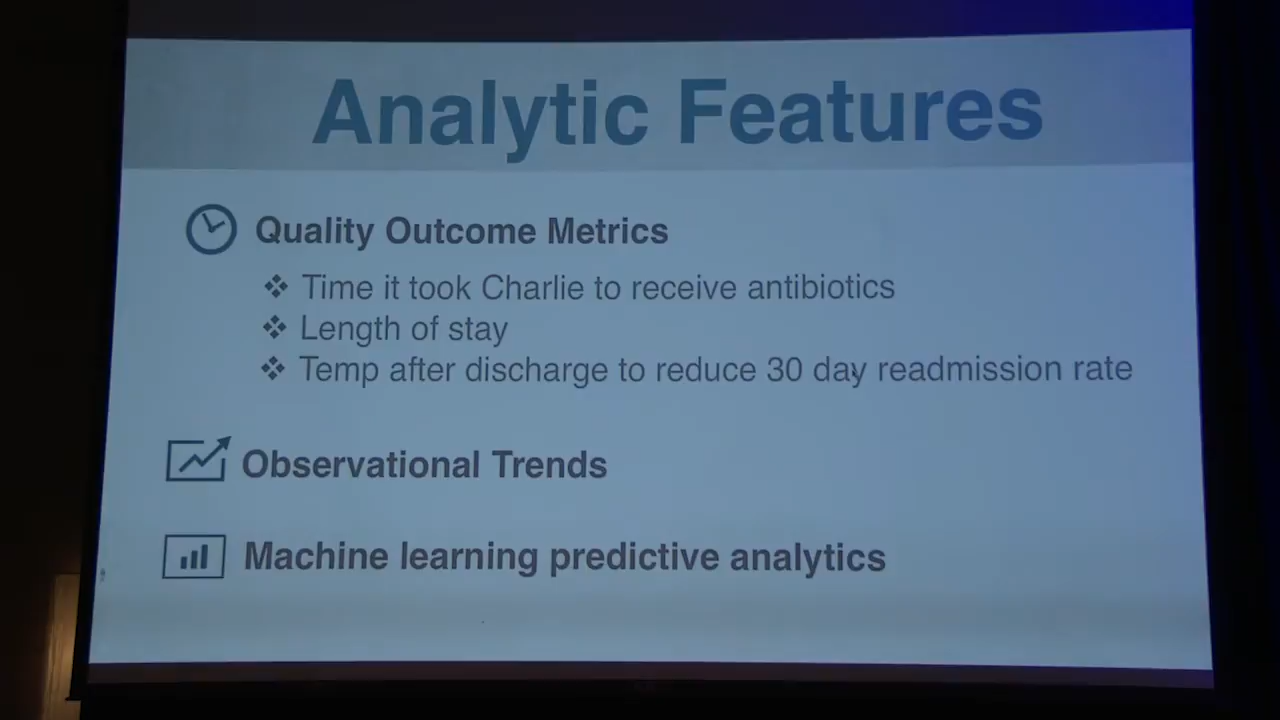 Analytic Features
Quality Outcome Metrics
❖ Time it took Charlie to receive antibiotics
❖ Length of stay
❖ Temp after discharge to reduce 30 day readmission rate
Observational Trends
Machine learning predictive analytics